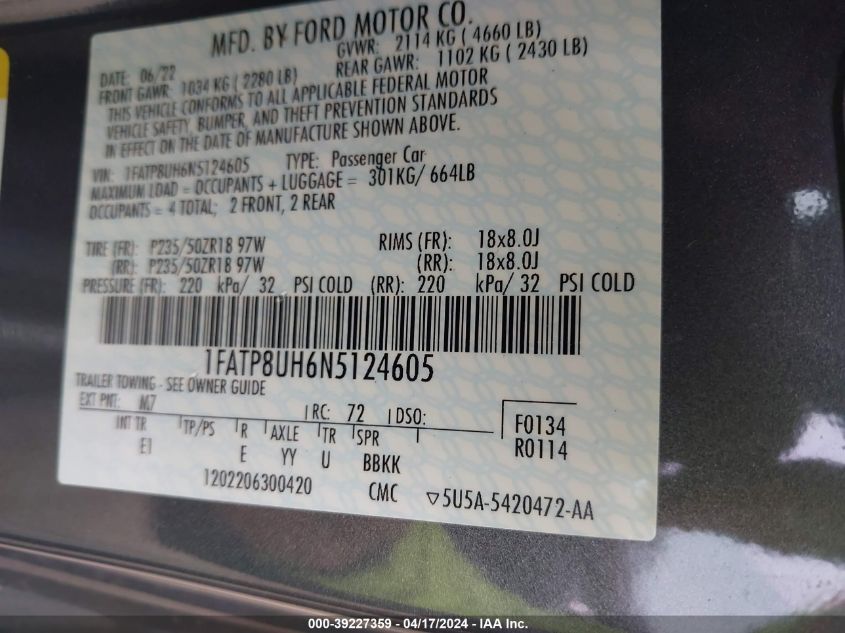 MFD. BY FORD MOTOR CO.
DATE: 06/22 GVWR: 2114 KG ( 4660 LB)
FRONT GAWR: 1034 KG ( 2280 LB) REAR GAWR: 1102 KG ( 2430 LB)
THIS VEHICLE CONFORMS TO ALL APPLICABLE FEDERAL MOTOR
VEHICLE SAFETY, BUMPER, AND THEFT PREVENTION STANDARDS
IN EFFECT ON THE DATE OF MANUFACTURE SHOWN ABOVE.
VIN: 1FATP8UH6N5124605 TYPE: Passenger Car
MAXIMUM LOAD = OCCUPANTS + LUGGAGE = 301KG/ 664LB
OCCUPANTS = 4 TOTAL; 2 FRONT, 2 REAR
TIRE (FR): P235/50ZR18 97W RIMS (FR): 18x8.0J
(RR): P235/50ZR18 97W (RR): 18x8.0J
PRESSURE (FR): 220 kPa/ 32 PSI COLD (RR): 220 kPa/ 32 PSI COLD
1FATP8UH6N5124605
TRAILER TOWING - SEE OWNER GUIDE
EXT PNT: M7 RC: 72 DSO:
INT TR TP/PS R AXLE TR SPR F0134
EI E YY U BBKK R0114
1202206300420 CMC ▽5U5A-5420472-AA
000-39227359 - 04/17/2024 - IAA Inc.